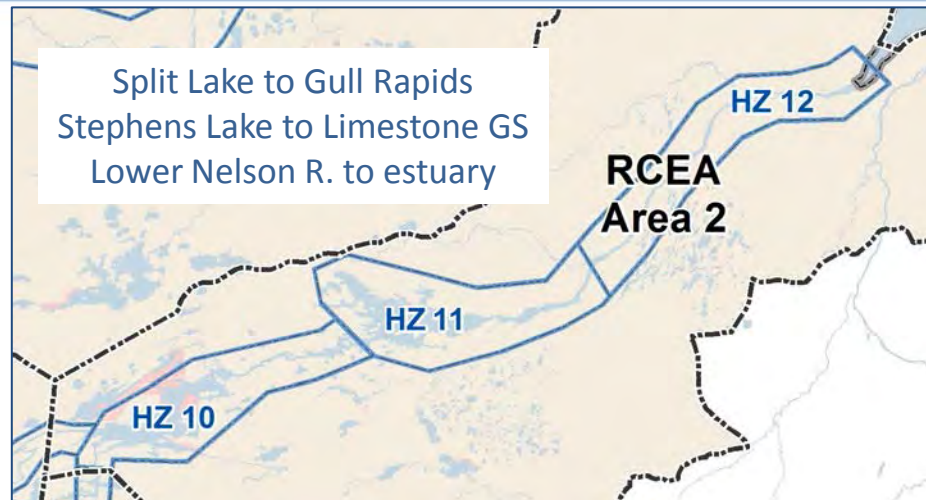 Split Lake to Gull Rapids
Stephens Lake to Limestone GS
Lower Nelson R. to estuary
HZ 12
RCEA
Area 2
HZ 11
HZ 10